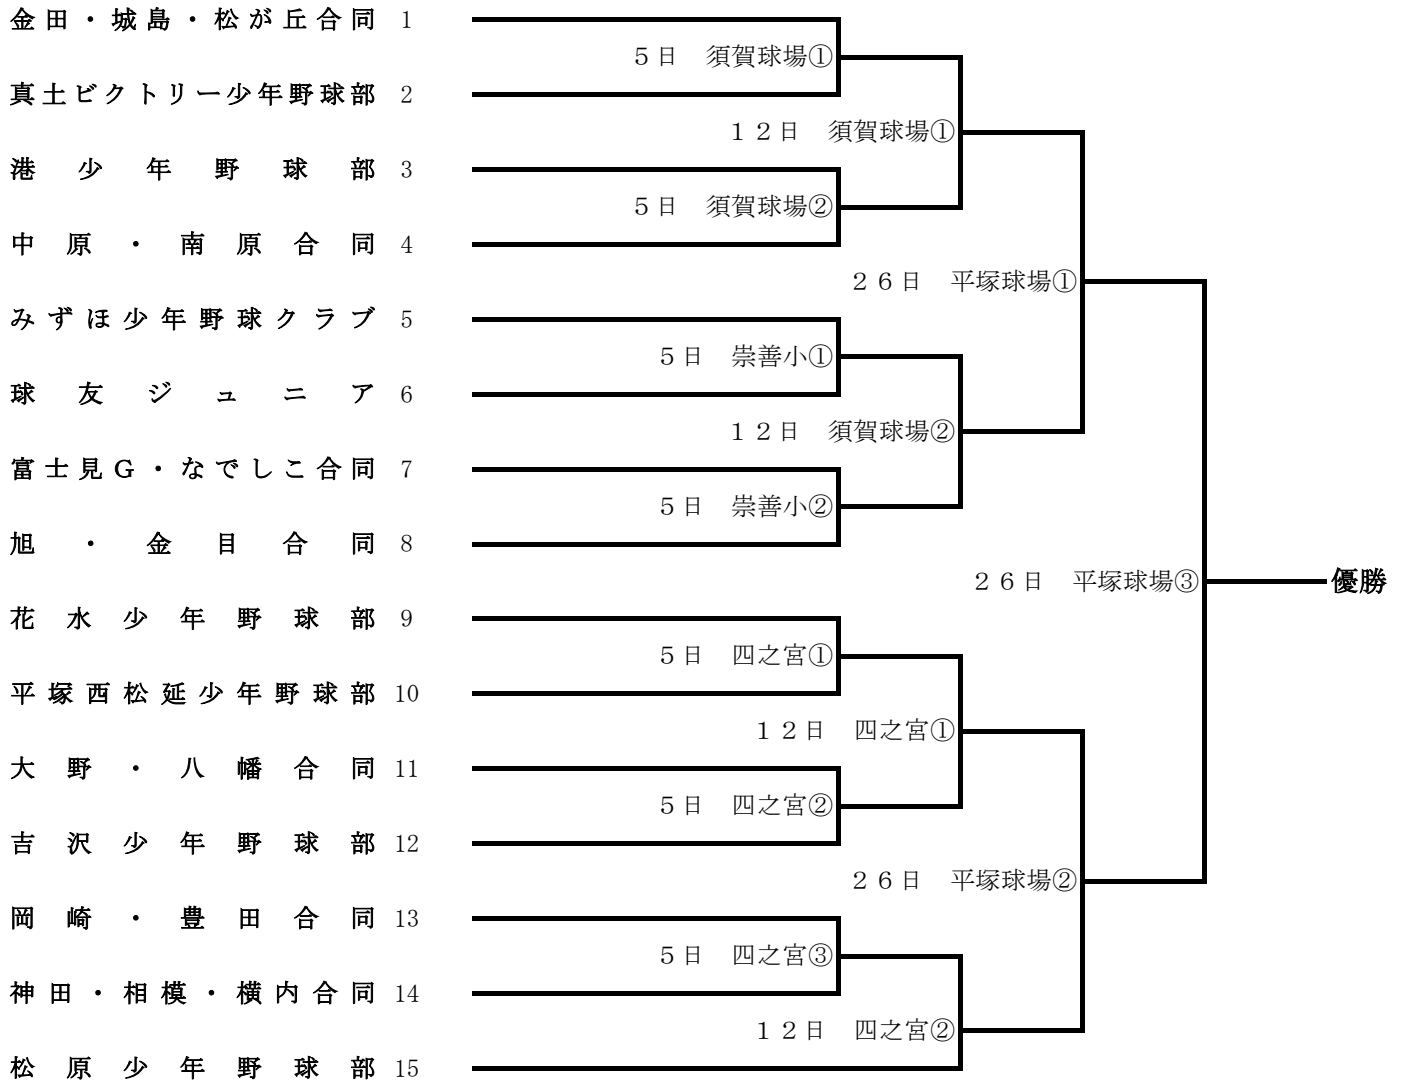 金田・城島・松が丘合同 1
５日　須賀球場①
真土ビクトリー少年野球部 2
１２日　須賀球場①
港少年野球部 3
５日　須賀球場②
中原・南原合同 4
２６日　平塚球場①
みずほ少年野球クラブ 5
５日　崇善小①
球友ジュニア 6
１２日　須賀球場②
富士見Ｇ・なでしこ合同 7
５日　崇善小②
旭・金目合同 8
２６日　平塚球場③
優勝
花水少年野球部 9
５日　四之宮①
平塚西松延少年野球部 10
１２日　四之宮①
大野・八幡合同 11
５日　四之宮②
吉沢少年野球部 12
２６日　平塚球場②
岡崎・豊田合同 13
５日　四之宮③
神田・相模・横内合同 14
１２日　四之宮②
松原少年野球部 15